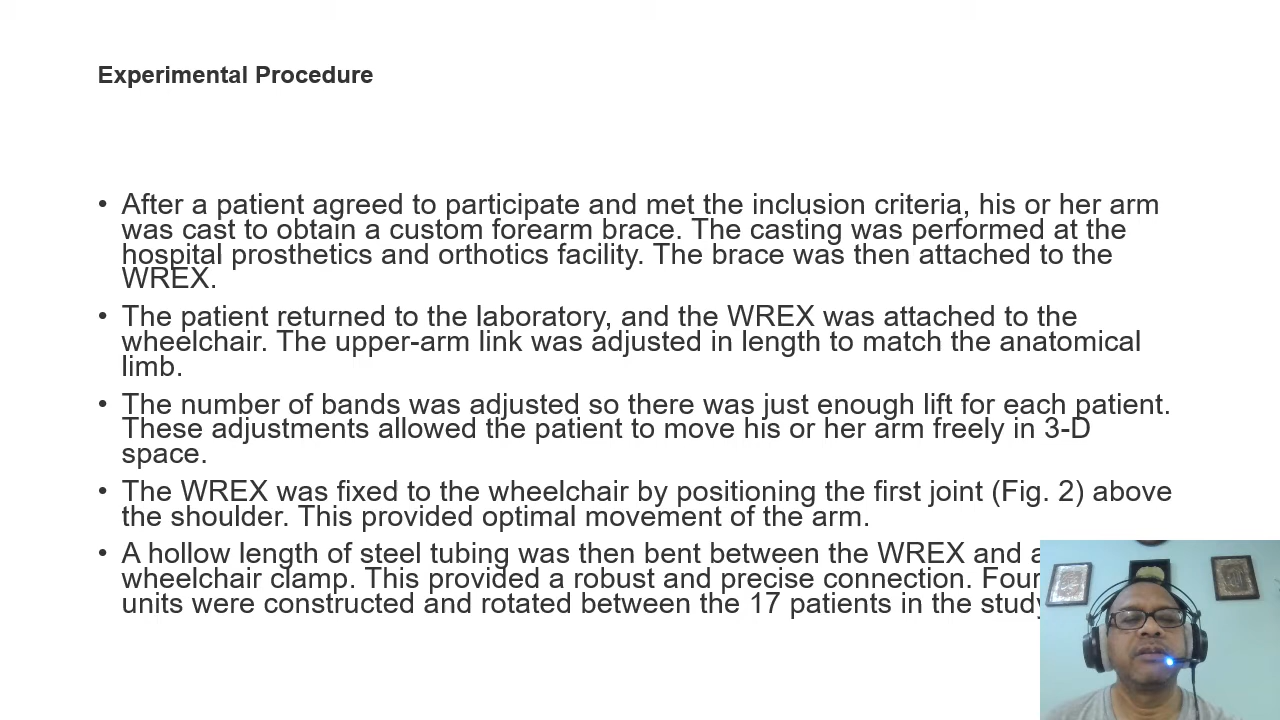 Experimental Procedure
• After a patient agreed to participate and met the inclusion criteria, his or her arm
was cast to obtain a custom forearm brace. The casting was performed at the
hospital prosthetics and orthotics facility. The brace was then attached to the
WREX.
• The patient returned to the laboratory, and the WREX was attached to the
wheelchair. The upper-arm link was adjusted in length to match the anatomical
limb.
• The number of bands was adjusted so there was just enough lift for each patient.
These adjustments allowed the patient to move his or her arm freely in 3-D
space.
• The WREX was fixed to the wheelchair by positioning the first joint (Fig. 2) above
the shoulder. This provided optimal movement of the arm.
• A hollow length of steel tubing was then bent between the WREX and
wheelchair clamp. This provided a robust and precise connection. Four
units were constructed and rotated between the 17 patients in the study